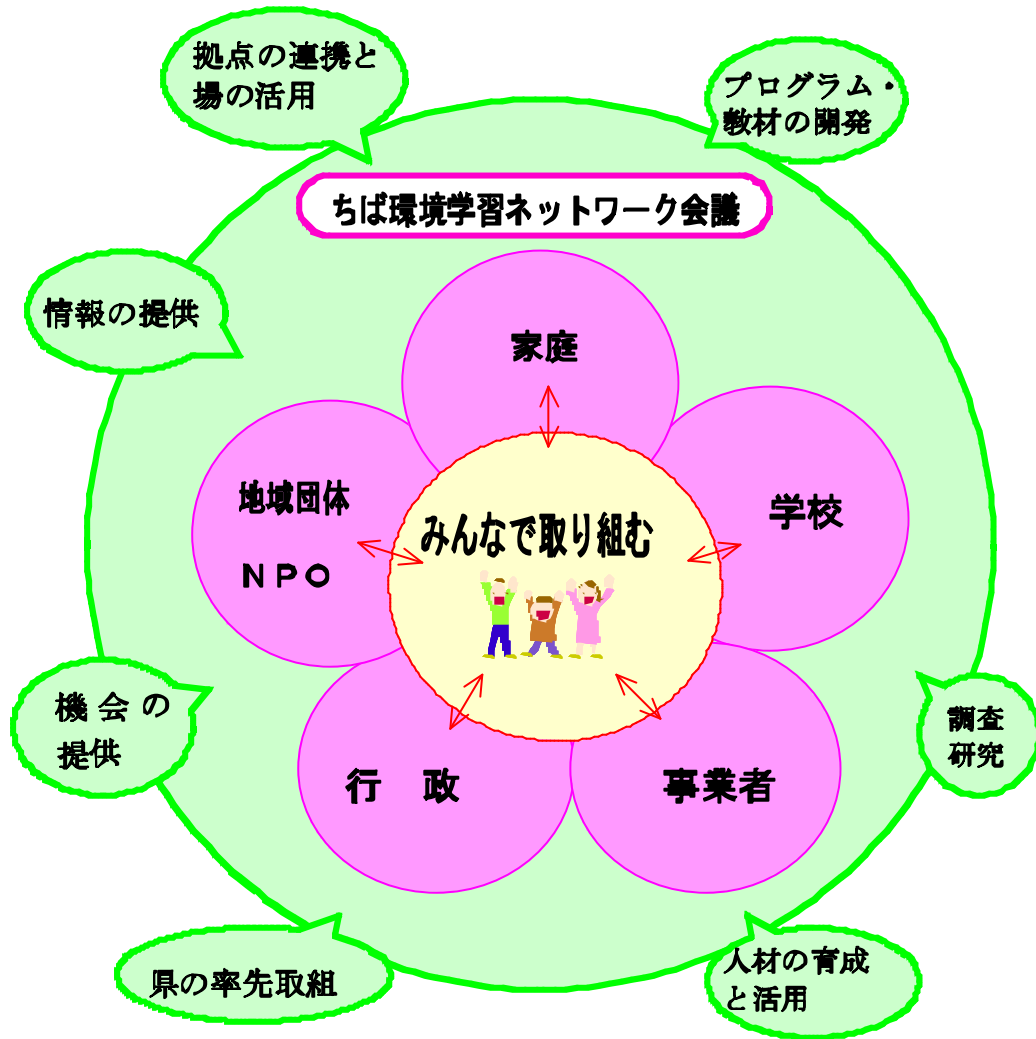 拠点の連携と
場の活用
プログラム・
教材の開発
ちば環境学習ネットワーク会議
情報の提供
家庭
地域団体
NPO
学校
みんなで取り組む
機会の
提供
調査
研究
行 政
事業者
県の率先取組
人材の育成
と活用